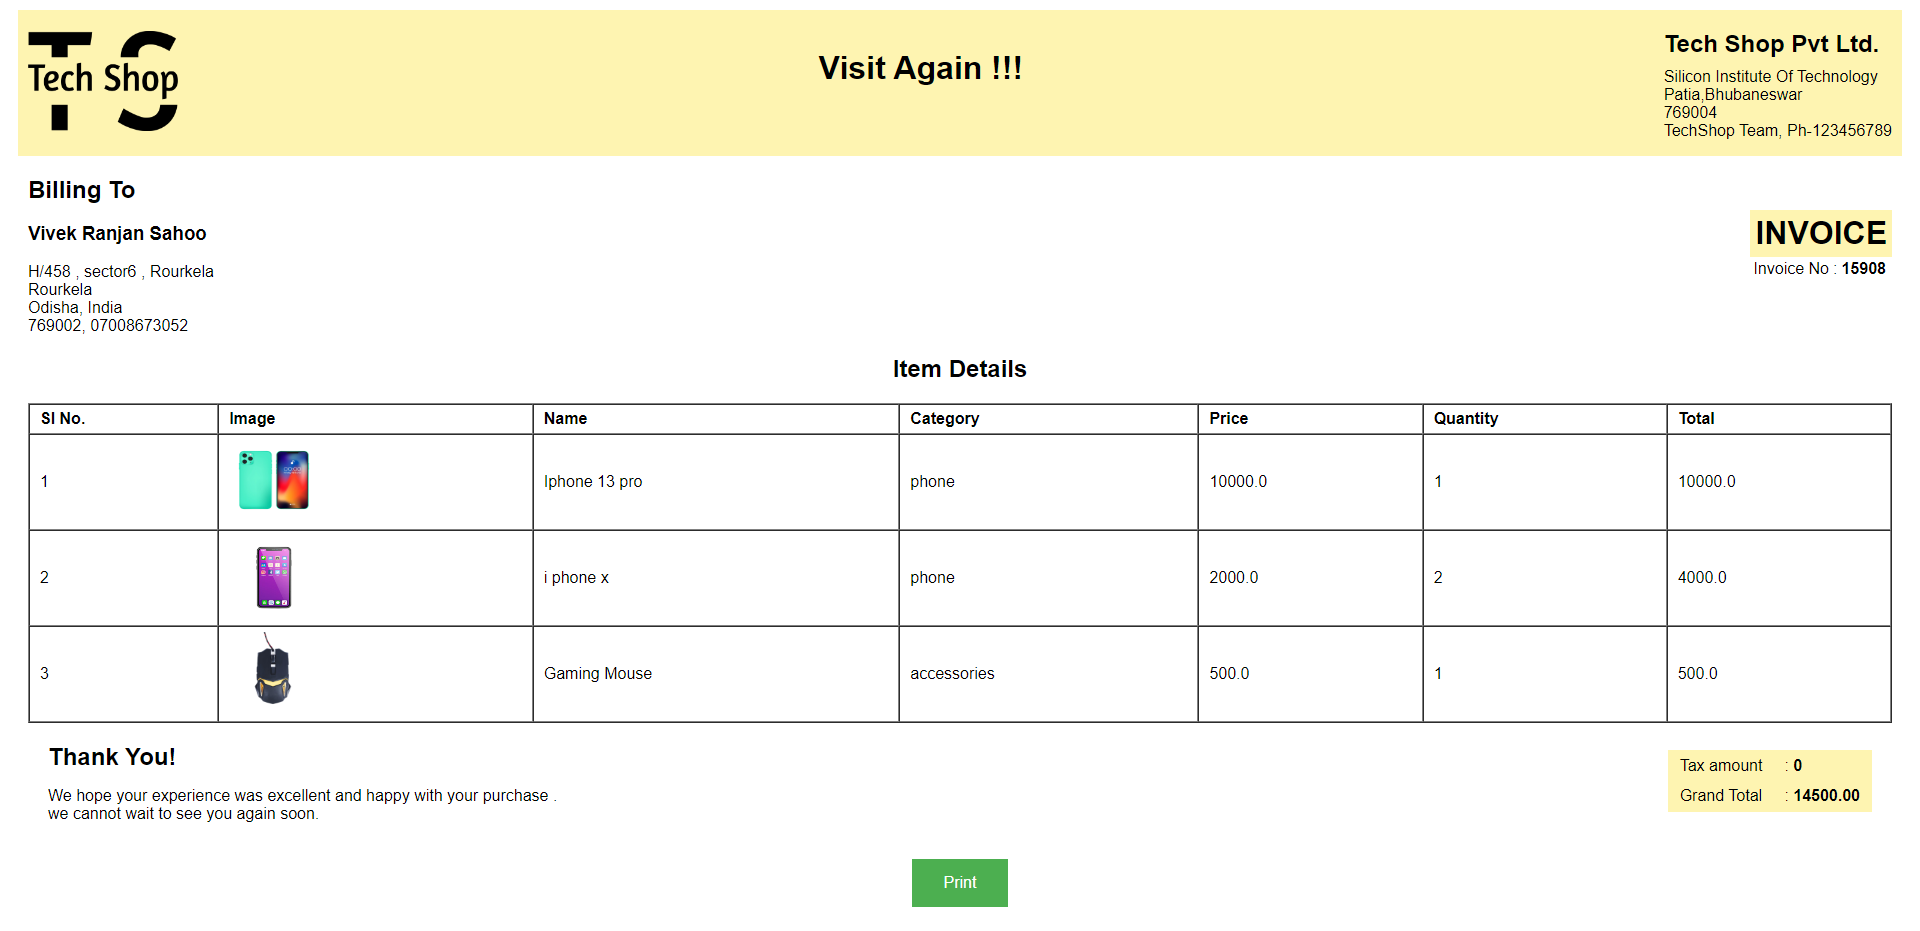 T S
Tech Shop
Visit Again !!!
Tech Shop Pvt Ltd.
Silicon Institute Of Technology
Patia,Bhubaneswar
769004
TechShop Team, Ph-123456789
Billing To
Vivek Ranjan Sahoo
H/458 , sector6 , Rourkela
Rourkela
Odisha, India
769002, 07008673052
INVOICE
Invoice No : 15908
Item Details
Sl No. Image Name Category Price Quantity Total
1 Iphone 13 pro phone 10000.0 1 10000.0
2 i phone x phone 2000.0 2 4000.0
3 Gaming Mouse accessories 500.0 1 500.0
Thank You!
We hope your experience was excellent and happy with your purchase .
we cannot wait to see you again soon.
Tax amount : 0
Grand Total : 14500.00
Print